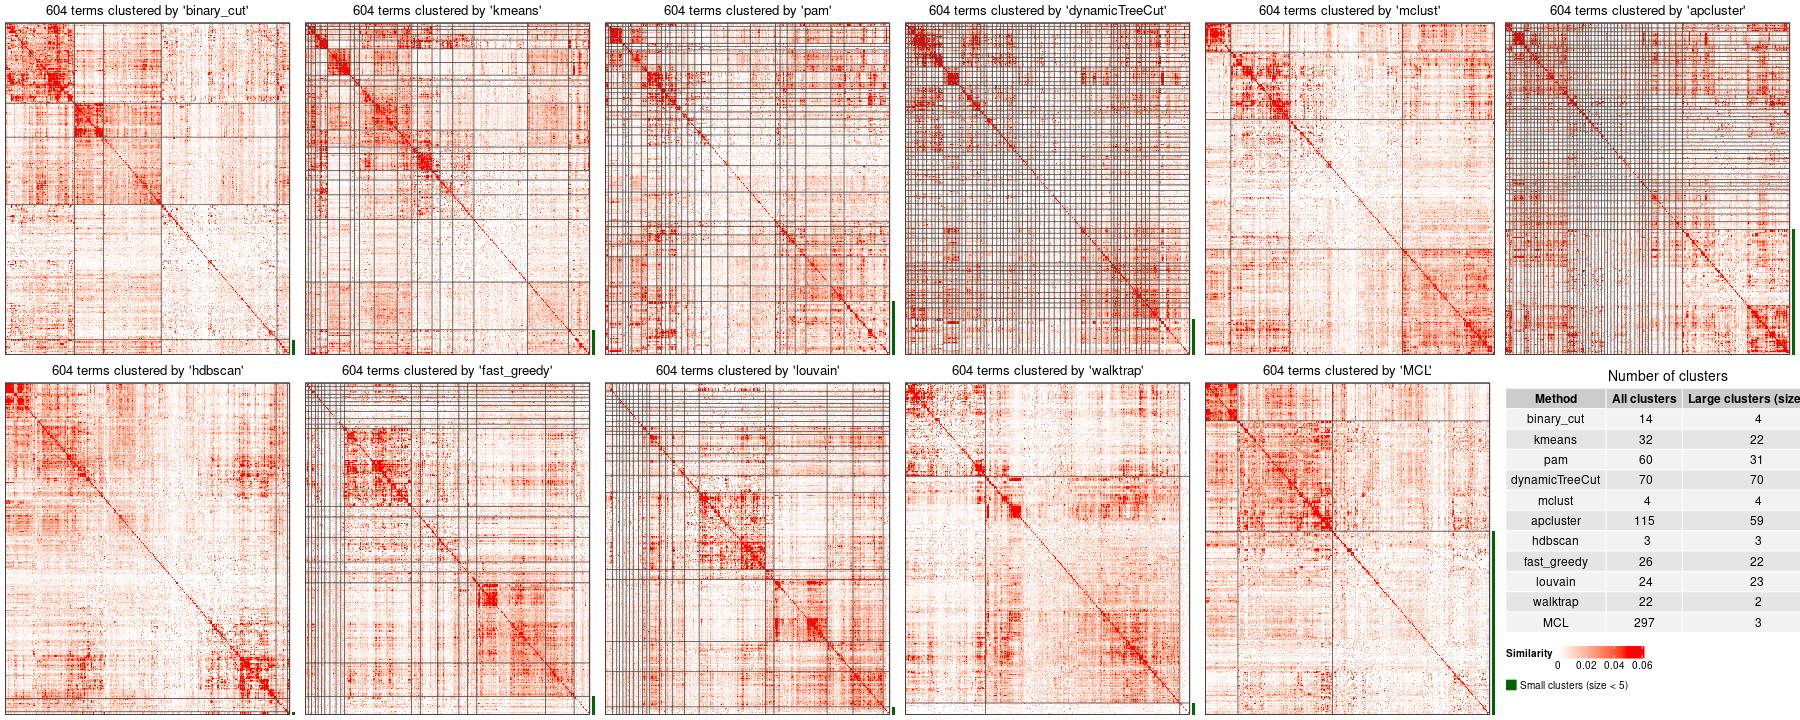 604 terms clustered by 'binary_cut'
604 terms clustered by 'kmeans'
604 terms clustered by 'pam'
604 terms clustered by 'dynamicTreeCut'
604 terms clustered by 'mclust'
604 terms clustered by 'apcluster'
604 terms clustered by 'hdbscan'
604 terms clustered by 'fast_greedy'
604 terms clustered by 'louvain'
604 terms clustered by 'walktrap'
604 terms clustered by 'MCL'
Number of clusters
Method All clusters Large clusters (size
binary_cut 14 4
kmeans 32 22
pam 60 31
dynamicTreeCut 70 70
mclust 4 4
apcluster 115 59
hdbscan 3 3
fast_greedy 26 22
louvain 24 23
walktrap 22 2
MCL 297 3
Similarity
0 0.02 0.04 0.06
Small clusters (size < 5)